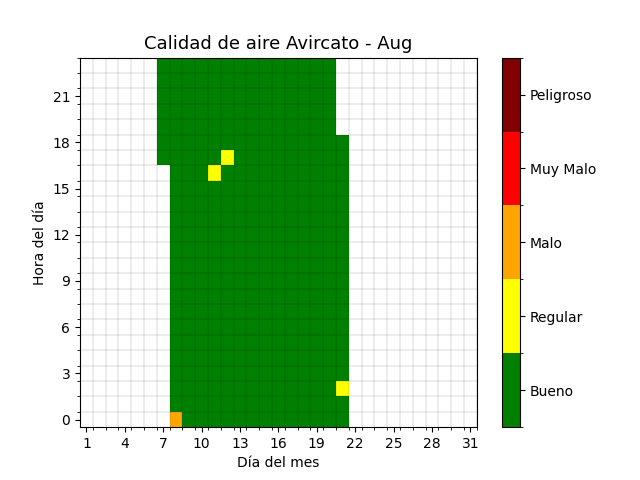 Calidad de aire Avircato - Aug
Hora del día
21
18
15
12
9
6
3
0
1 4 7 10 13 16 19 22 25 28 31
Día del mes
Peligroso
Muy Malo
Malo
Regular
Bueno